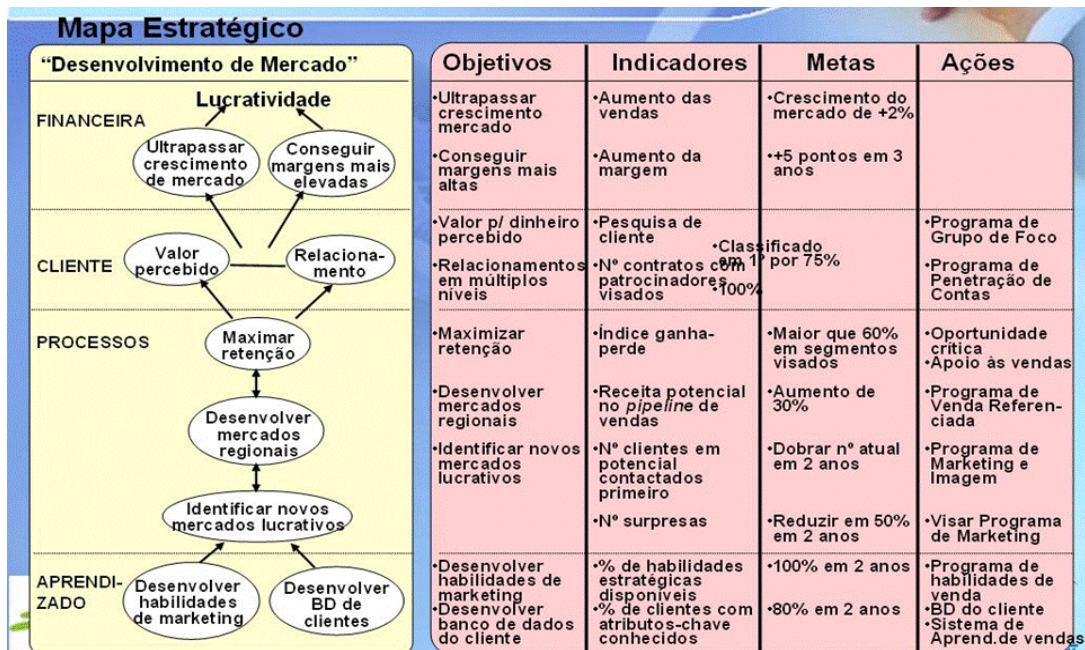 Mapa Estratégico
“Desenvolvimento de Mercado”
Lucratividade
FINANCEIRA
Ultrapassar
crescimento
de mercado
Conseguir
margens mais
elevadas
CLIENTE
Valor
percebido
Relaciona-
mento
PROCESSOS
Maximar
retenção
Desenvolver
mercados
regionais
Identificar novos
mercados lucrativos
APRENDI-
ZADO
Desenvolver
habilidades
de marketing
Desenvolver
BD de
clientes
Objetivos
Indicadores
Metas
Ações
•Ultrapassar
crescimento
mercado
•Aumento das
vendas
•Crescimento do
mercado de +2%
•Conseguir
margens mais
altas
•Aumento da
margem
•+5 pontos em 3
anos
•Valor p/ dinheiro
percebido
•Pesquisa de
cliente
•Classificado
em 1º por 75%
•Programa de
Grupo de Foco
•Relacionamentos
em múltiplos
níveis
•Nº contratos com
patrocinadores
visados
•100%
•Programa de
Penetração de
Contas
•Maximizar
retenção
•Índice ganha-
perde
•Maior que 60%
em segmentos
visados
•Oportunidade
crítica
•Apoio às vendas
•Desenvolver
mercados
regionais
•Receita potencial
no pipeline de
vendas
•Aumento de
30%
•Programa de
Venda Referen-
ciada
•Identificar novos
mercados
lucrativos
•Nº clientes em
potencial
contactados
primeiro
•Dobrar nº atual
em 2 anos
•Programa de
Marketing e
Imagem
•Nº surpresas
•Reduzir em 50%
em 2 anos
•Visar Programa
de Marketing
•Desenvolver
habilidades de
marketing
•% de habilidades
estratégicas
disponíveis
•100% em 2 anos
•Programa de
habilidades de
venda
•Desenvolver
banco de dados
do cliente
•% de clientes com
atributos-chave
conhecidos
•80% em 2 anos
•BD do cliente
•Sistema de
Aprend.de vendas